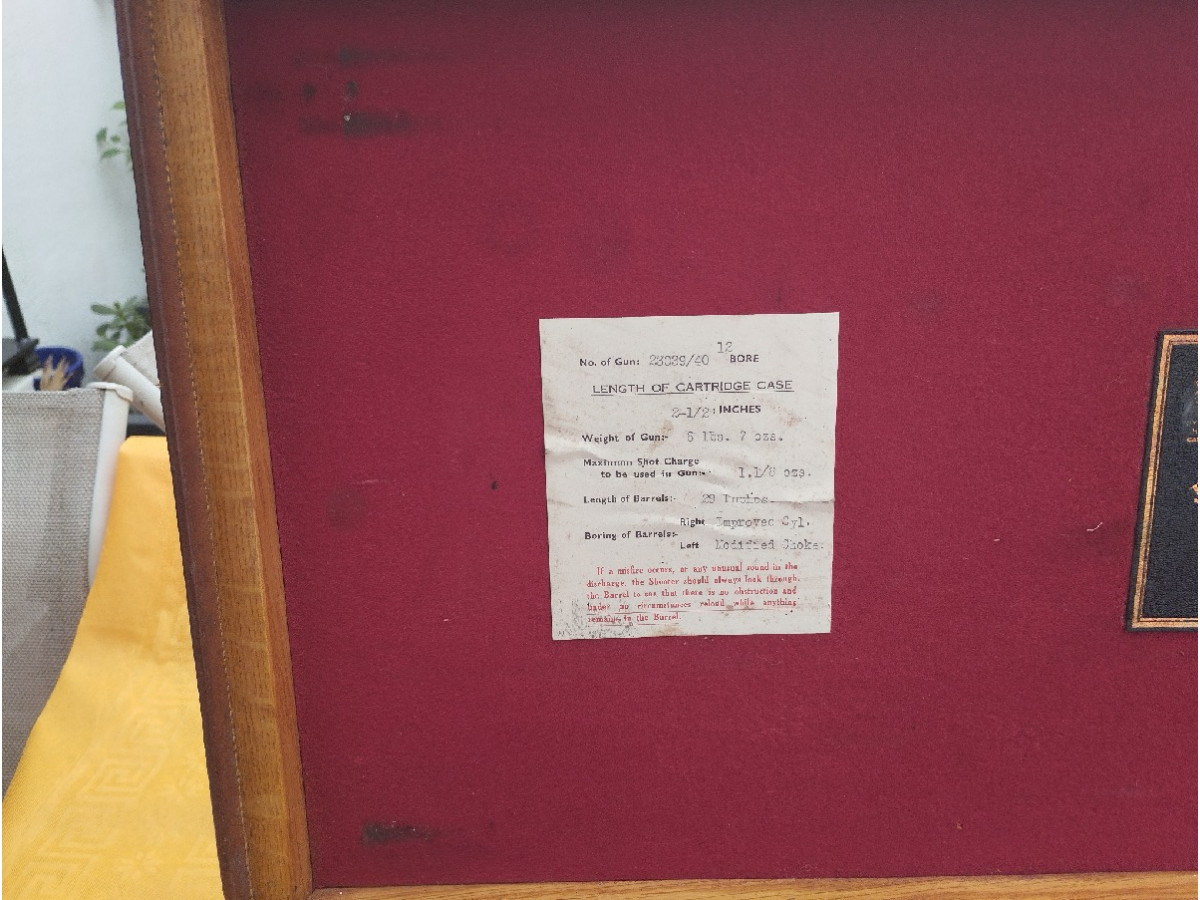 12
No. of Gun: 23039/40 BORE
LENGTH OF CARTRIDGE CASE
2-1/2 : INCHES
Weight of Gun:- 6 lbs. 7 ozs.
Maximum Shot Charge
to be used in Gun:- 1.1/8 ozs.
Length of Barrels:- 29 Inches.
Right Improved Cyl.
Boring of Barrels:-
Left Modified Choke.
If a misfire occurs, or any unusual sound in the
discharge, the Shooter should always look through
the Barrel to see that there is no obstruction and
under no circumstances reload while anything
remains in the Barrel.